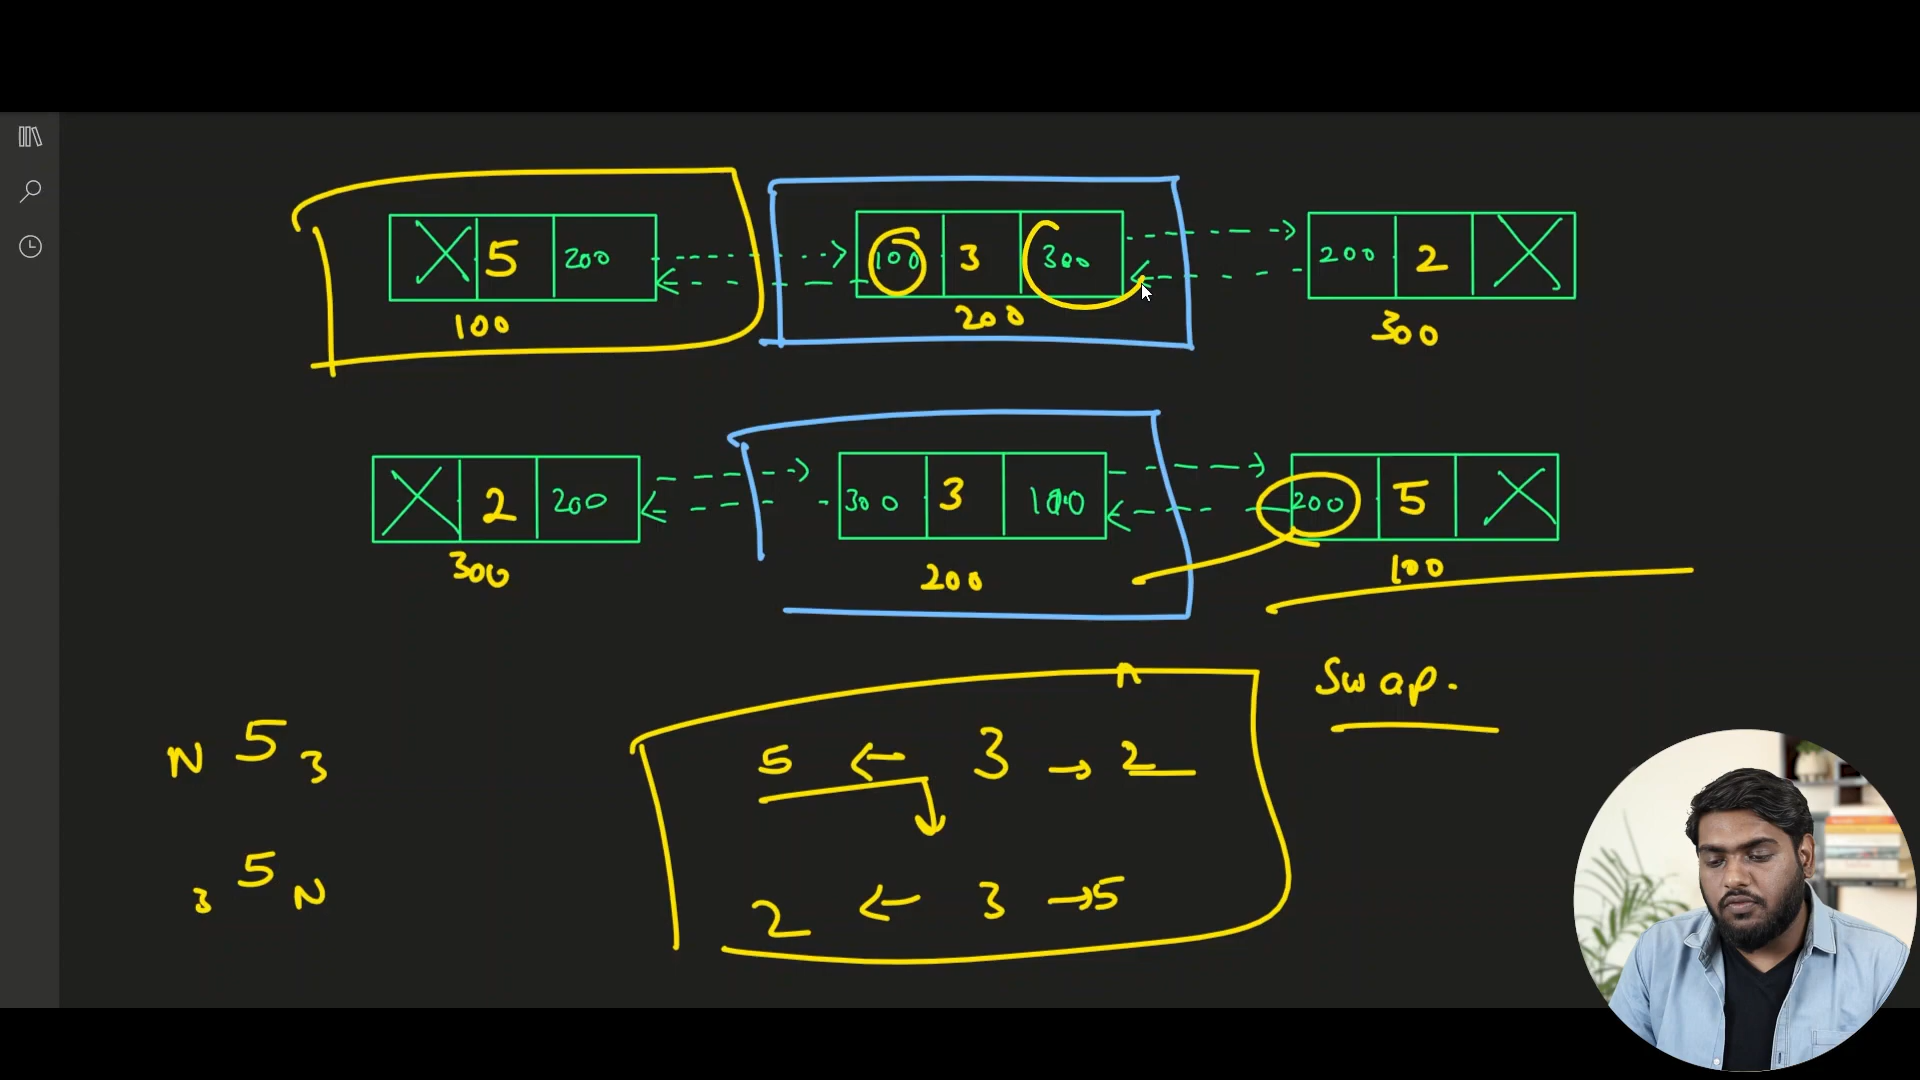 X 5 200 100 3 300 200 2 X
100 200 300
X 2 200 300 3 100 200 5 X
300 200 100
Swap.
N 5 3 5 ← 3 → 2
3 5 N 2 ← 3 → 5